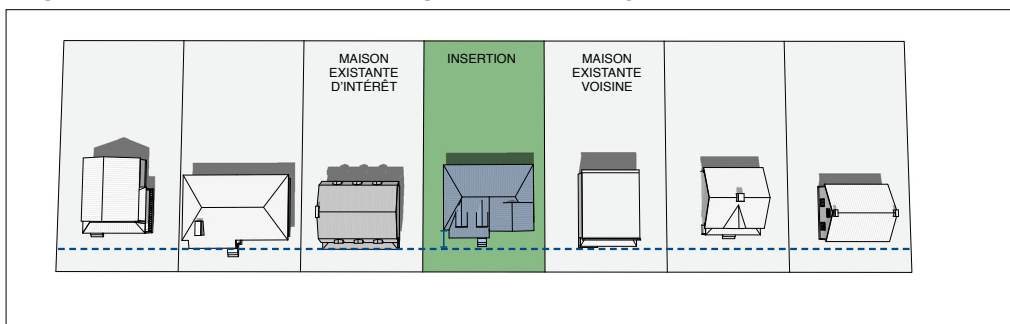 MAISON
EXISTANTE
D'INTÉRÊT
INSERTION
MAISON
EXISTANTE
VOISINE